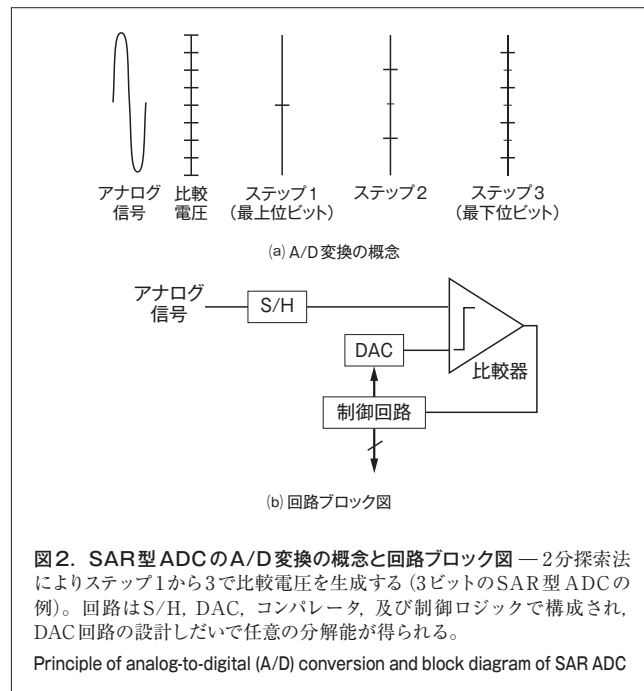 アナログ
信号
比較
電圧
ステップ1
(最上位ビット)
ステップ2
ステップ3
(最下位ビット)
(a) A/D変換の概念
アナログ
信号
S/H
DAC
比較器
制御回路
(b) 回路ブロック図
図2. SAR型ADCのA/D変換の概念と回路ブロック図 — 2分探索法
によりステップ1から3で比較電圧を生成する(3ビットのSAR型ADCの
例)。回路はS/H, DAC, コンパレータ, 及び制御ロジックで構成され,
DAC回路の設計しだいで任意の分解能が得られる。
Principle of analog-to-digital (A/D) conversion and block diagram of SAR ADC